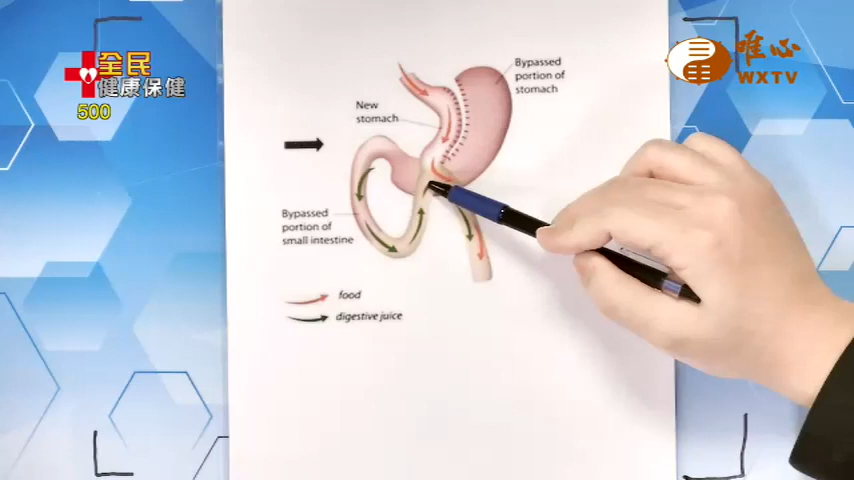 全民
健康保健
500
唯心
WXTV
Bypassed
portion of
stomach
New
stomach
Bypassed
portion of
small intestine
food
digestive juice